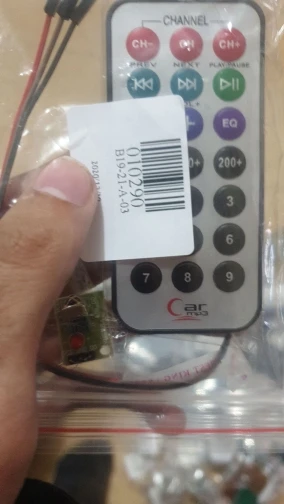 CHANNEL
CH- CH CH+
PREV NEXT PLAY/PAUSE
EQ
200+
3
6
7 8 9
Car
mp3
010290
B19-21-A-03